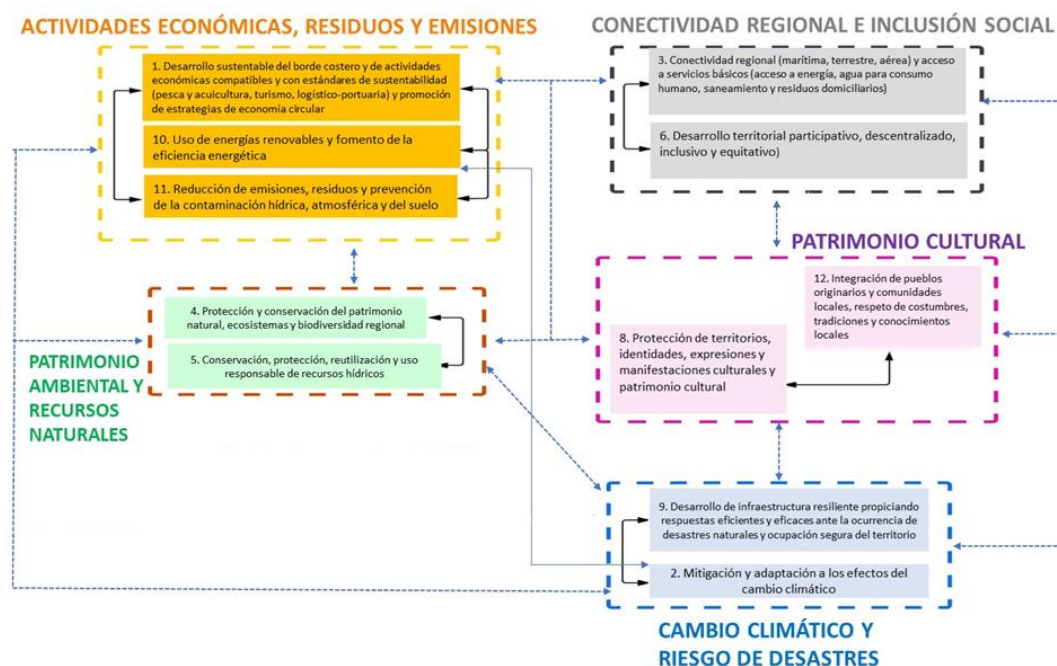 ACTIVIDADES ECONÓMICAS, RESIDUOS Y EMISIONES
1. Desarrollo sustentable del borde costero y de actividades
económicas compatibles y con estándares de sustentabilidad
(pesca y acuicultura, turismo, logístico-portuaria) y promoción
de estrategias de economía circular
10. Uso de energías renovables y fomento de la
eficiencia energética
11. Reducción de emisiones, residuos y prevención
de la contaminación hídrica, atmosférica y del suelo
CONECTIVIDAD REGIONAL E INCLUSIÓN SOCIAL
3. Conectividad regional (marítima, terrestre, aérea) y acceso
a servicios básicos (acceso a energía, agua para consumo
humano, saneamiento y residuos domiciliarios)
6. Desarrollo territorial participativo, descentralizado,
inclusivo y equitativo)
4. Protección y conservación del patrimonio
natural, ecosistemas y biodiversidad regional
5. Conservación, protección, reutilización y uso
responsable de recursos hídricos
PATRIMONIO
AMBIENTAL Y
RECURSOS
NATURALES
PATRIMONIO CULTURAL
12. Integración de pueblos
originarios y comunidades
locales, respeto de costumbres,
tradiciones y conocimientos
locales
8. Protección de territorios,
identidades, expresiones y
manifestaciones culturales y
patrimonio cultural
9. Desarrollo de infraestructura resiliente propiciando
respuestas eficientes y eficaces ante la ocurrencia de
desastres naturales y ocupación segura del territorio
2. Mitigación y adaptación a los efectos del
cambio climático
CAMBIO CLIMÁTICO Y
RIESGO DE DESASTRES